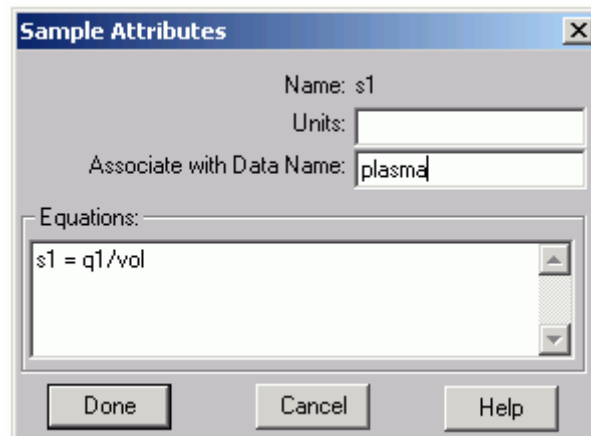 Sample Attributes
Name: s1
Units:
Associate with Data Name: plasma
Equations:
s1 = q1/vol
Done Cancel Help